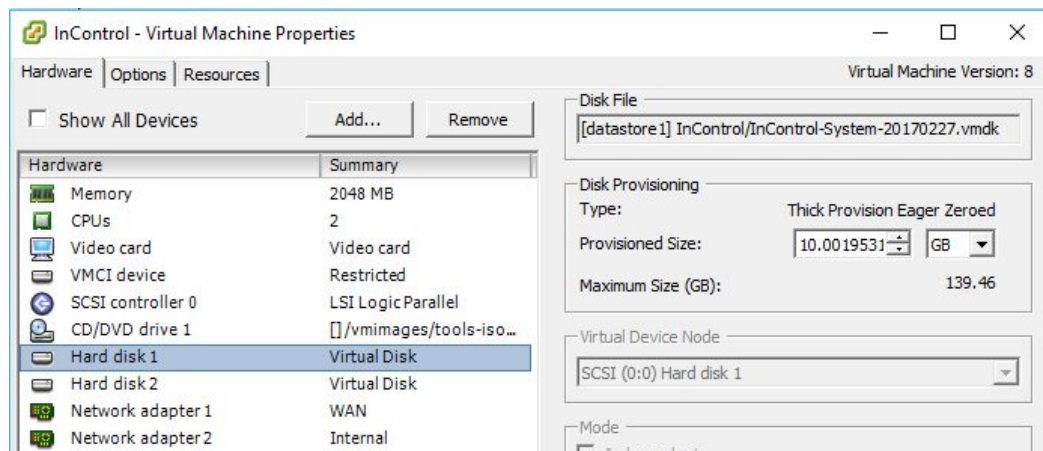 InControl - Virtual Machine Properties
Hardware Options Resources Virtual Machine Version: 8
Show All Devices Add... Remove
Hardware Summary
Memory 2048 MB
CPUs 2
Video card Video card
VMCI device Restricted
SCSI controller 0 LSI Logic Parallel
CD/DVD drive 1 []/vmimages/tools-iso...
Hard disk 1 Virtual Disk
Hard disk 2 Virtual Disk
Network adapter 1 WAN
Network adapter 2 Internal
Disk File
[datastore1] InControl/InControl-System-20170227.vmdk
Disk Provisioning
Type: Thick Provision Eager Zeroed
Provisioned Size: 10.0019531 GB
Maximum Size (GB): 139.46
Virtual Device Node
SCSI (0:0) Hard disk 1
Mode